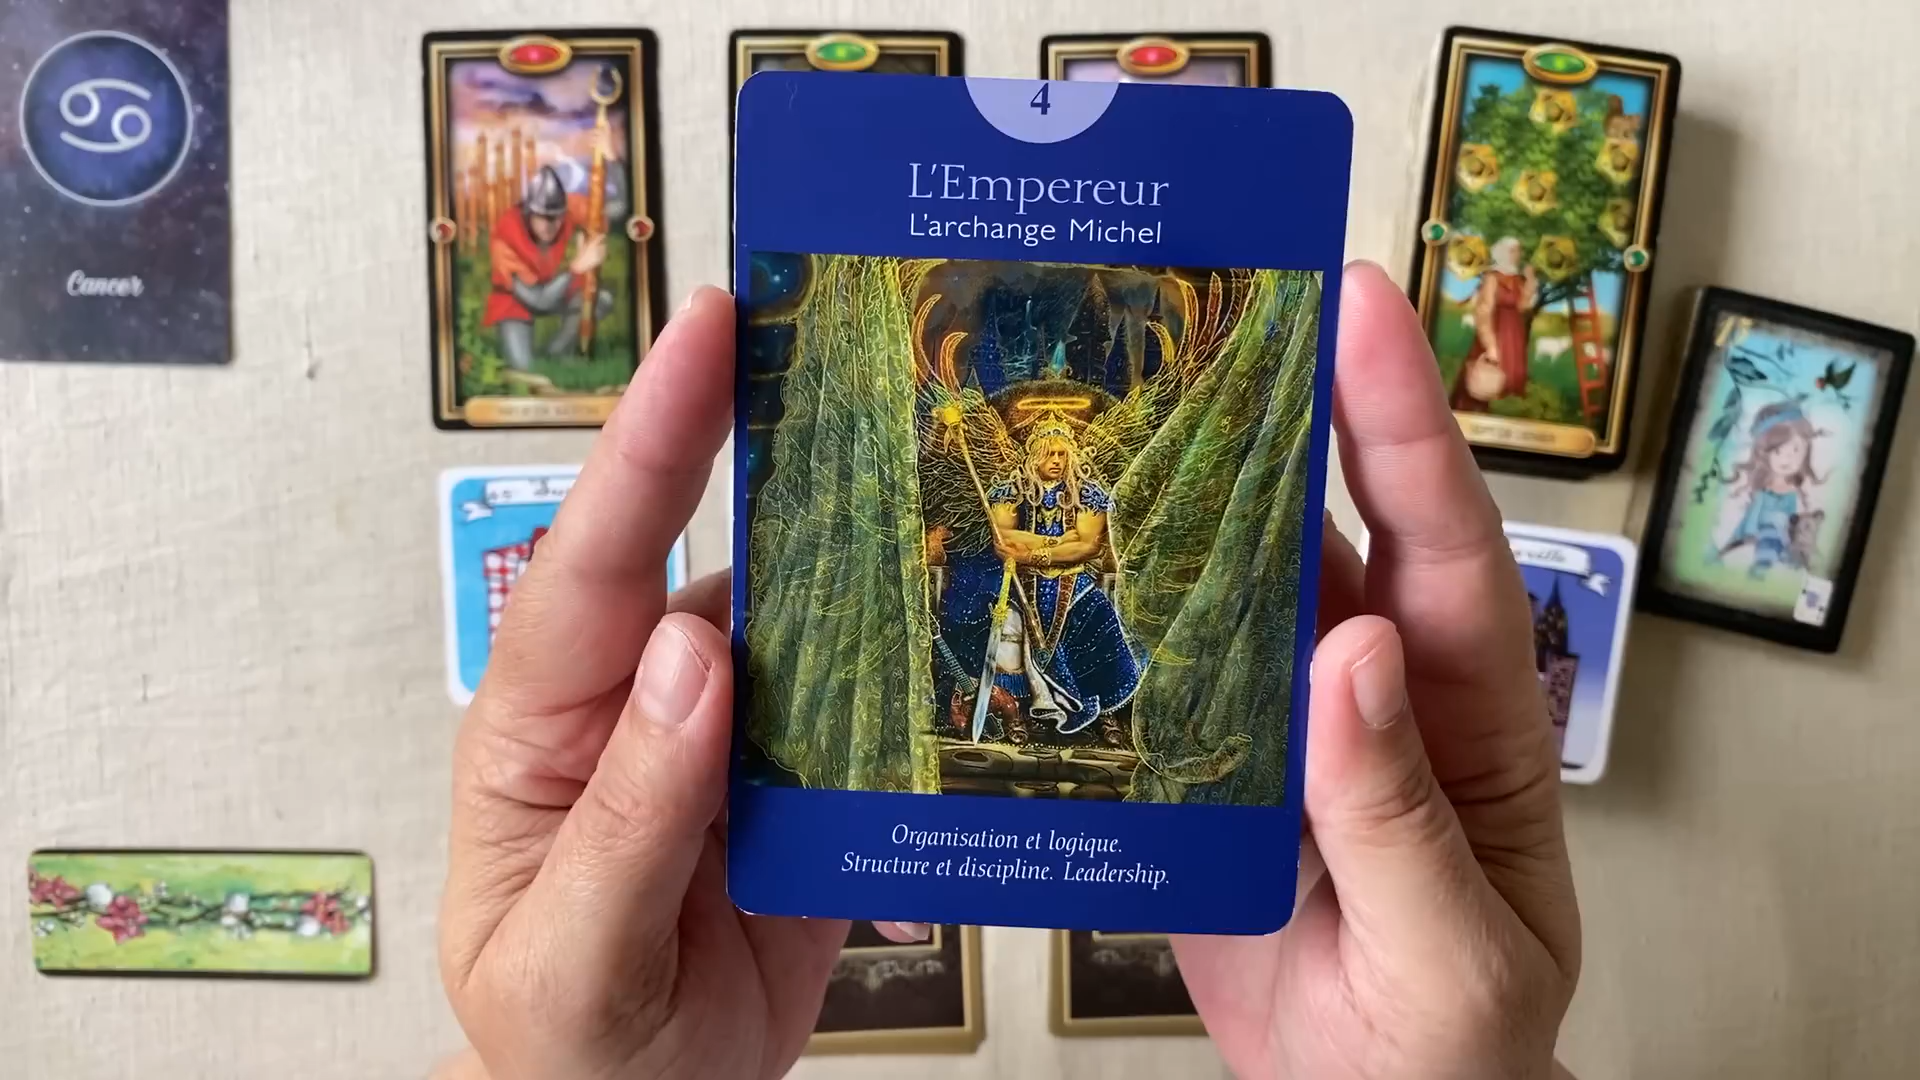 Cancer
4
L'Empereur
L'archange Michel
Organisation et logique.
Structure et discipline. Leadership.